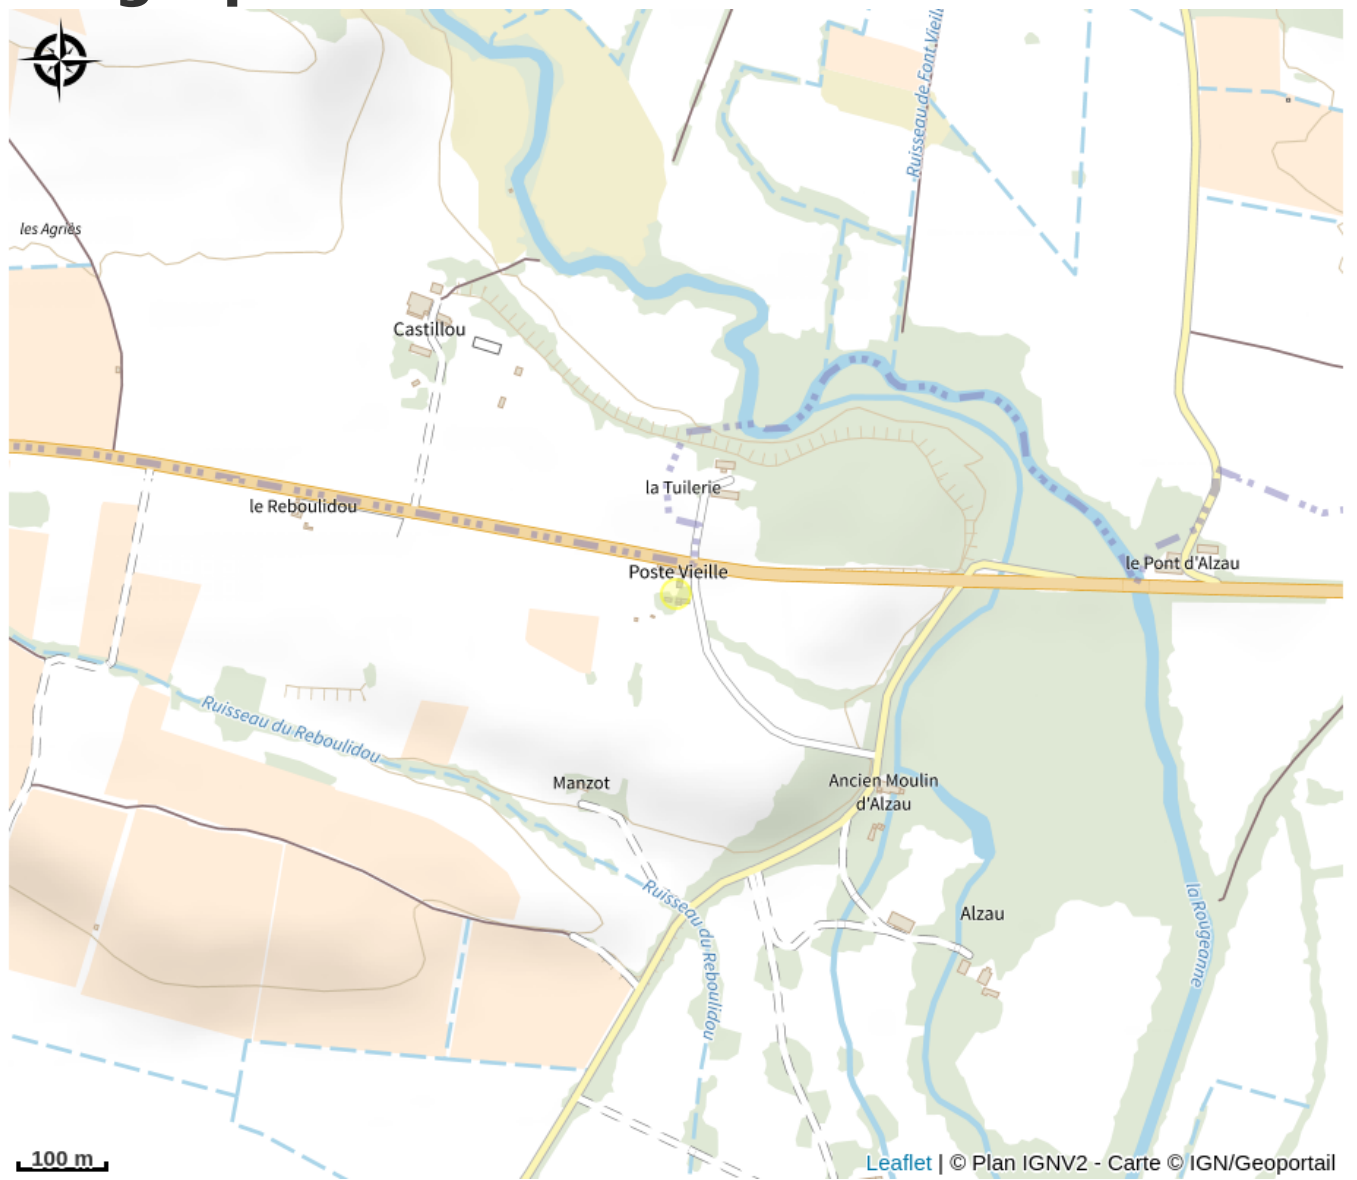 Ruisseau de Font Vieill
les Agriès
Castillou
la Tuilerie
le Reboulidou
Poste Vieille
le Pont d'Alzau
Ruisseau du Reboulidou
Manzot
Ancien Moulin
d'Alzau
Ruisseau du Reboulidou
Alzau
la Rougeanne
100 m
Leaflet | © Plan IGNV2 - Carte © IGN/Geoportail